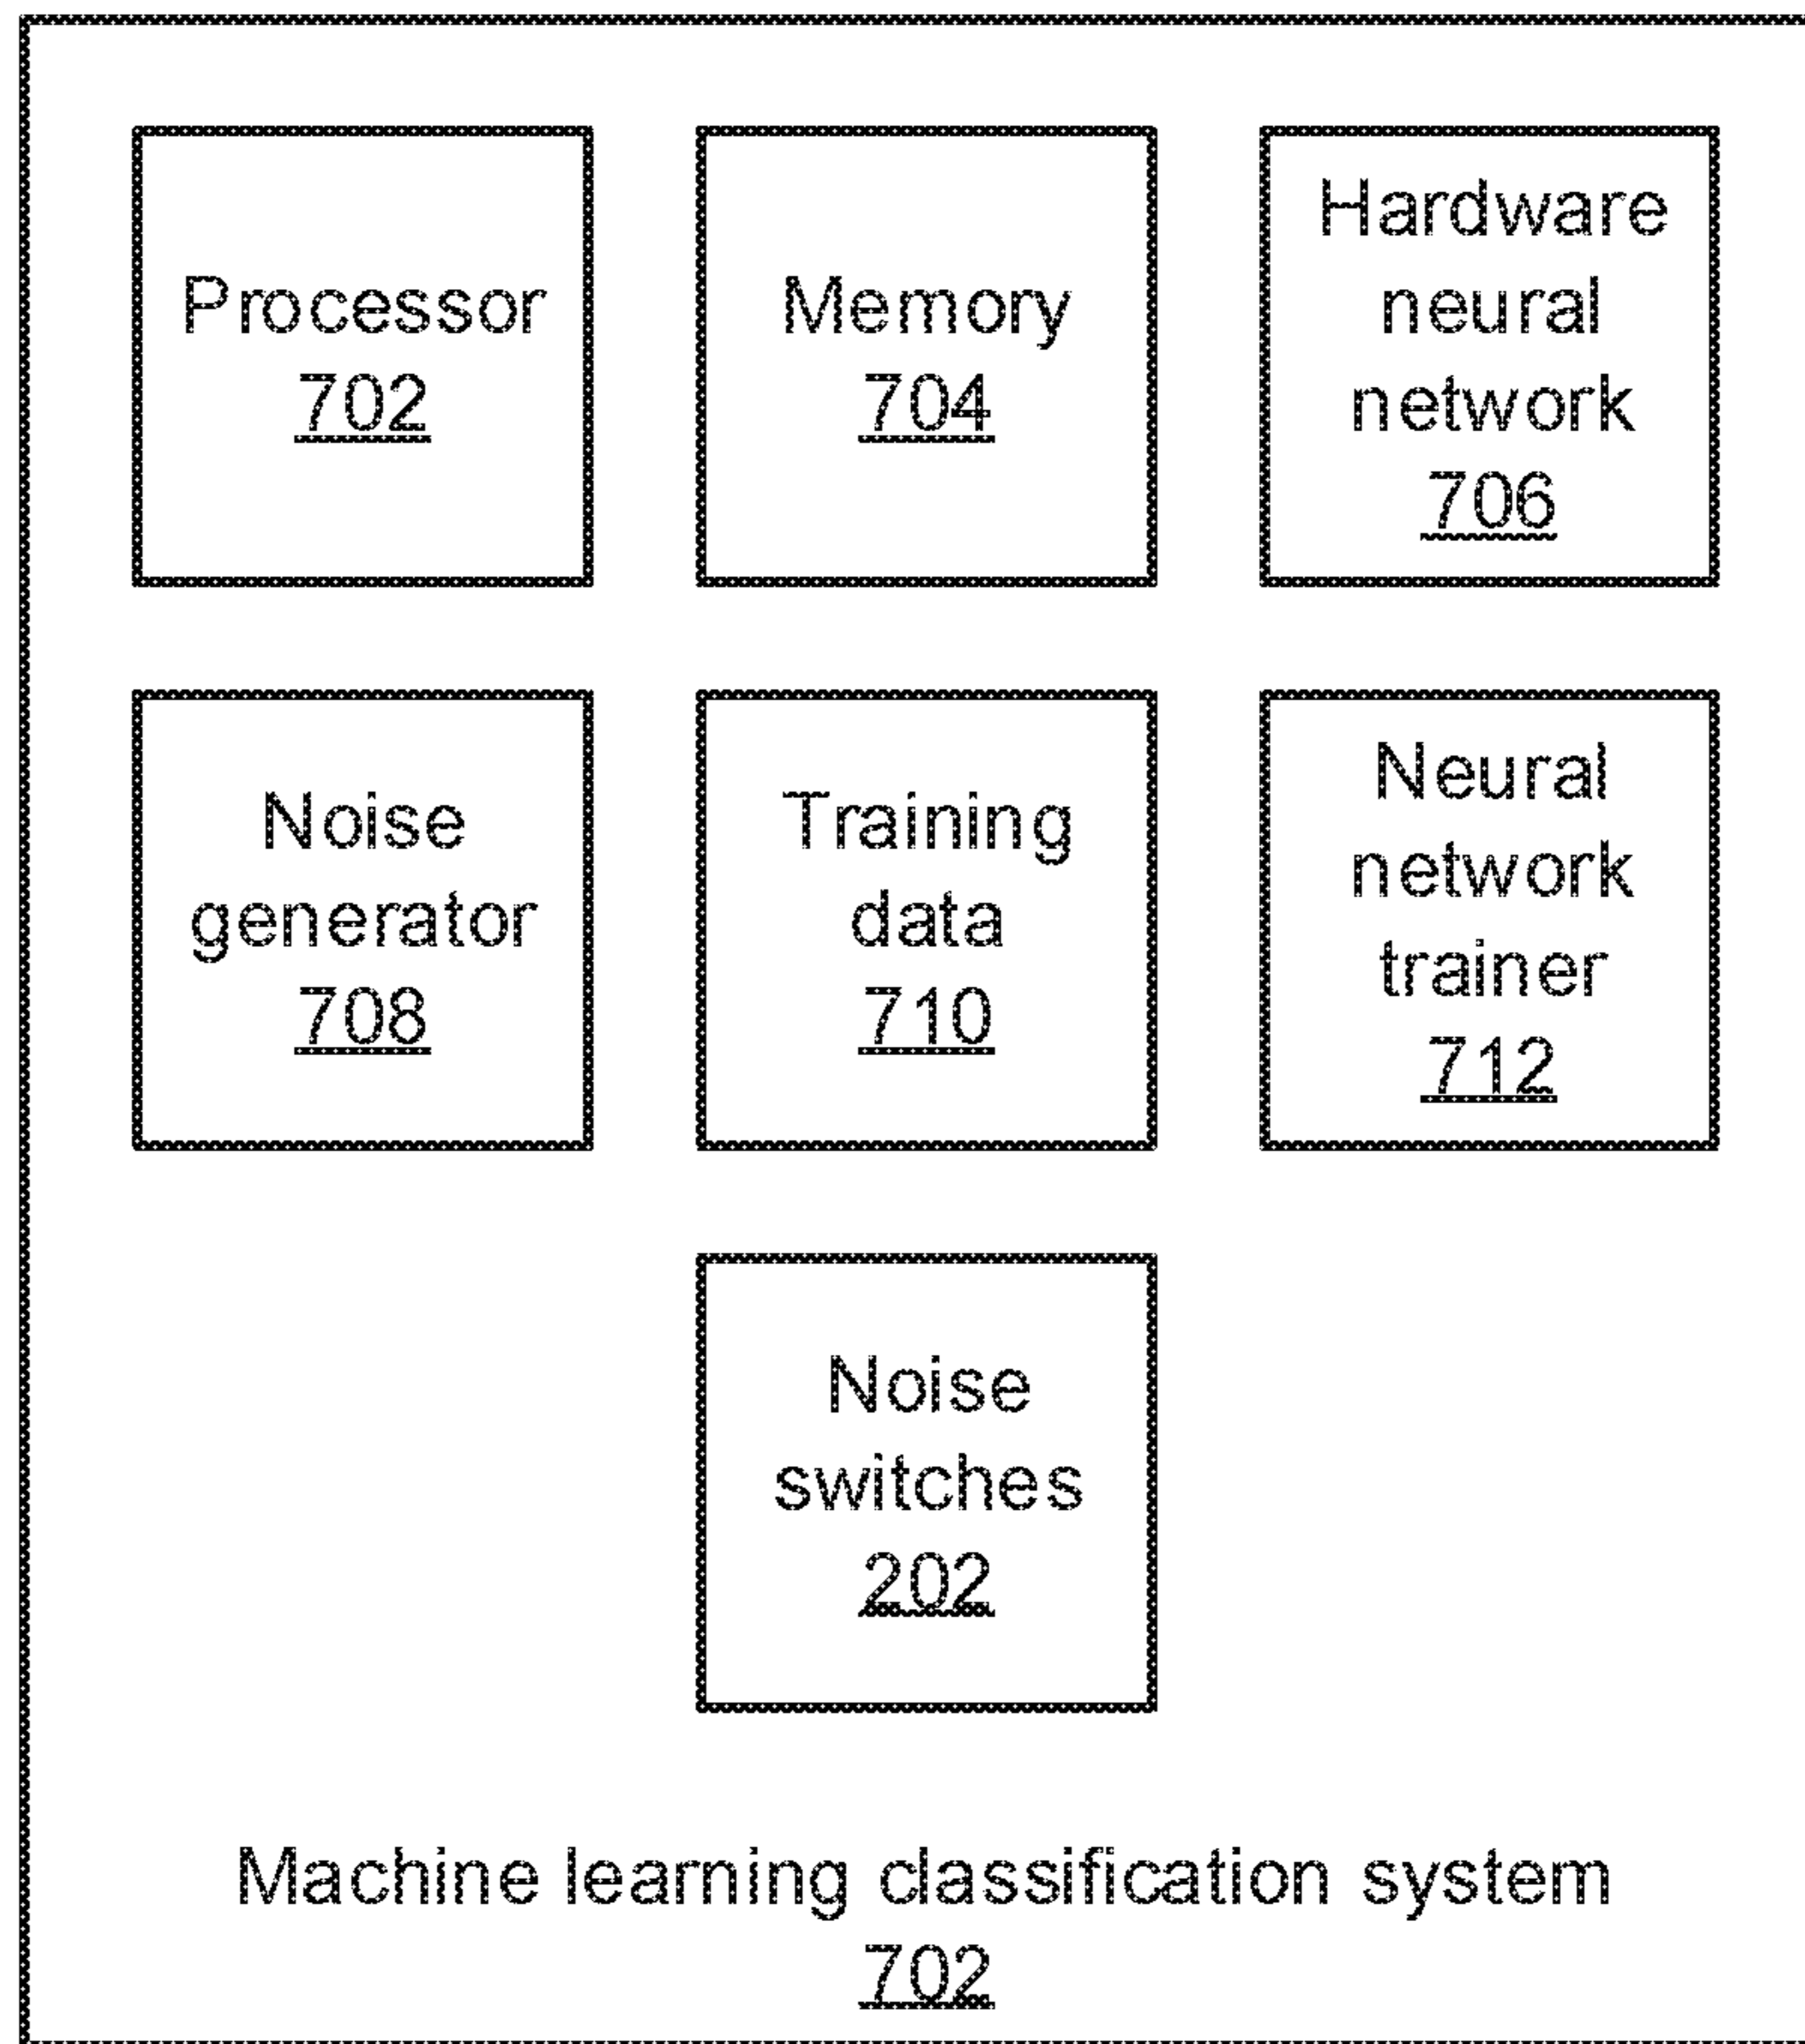 Processor
702
Memory
704
Hardware
neural
network
706
Noise
generator
708
Training
data
710
Neural
network
trainer
712
Noise
switches
202
Machine learning classification system
702